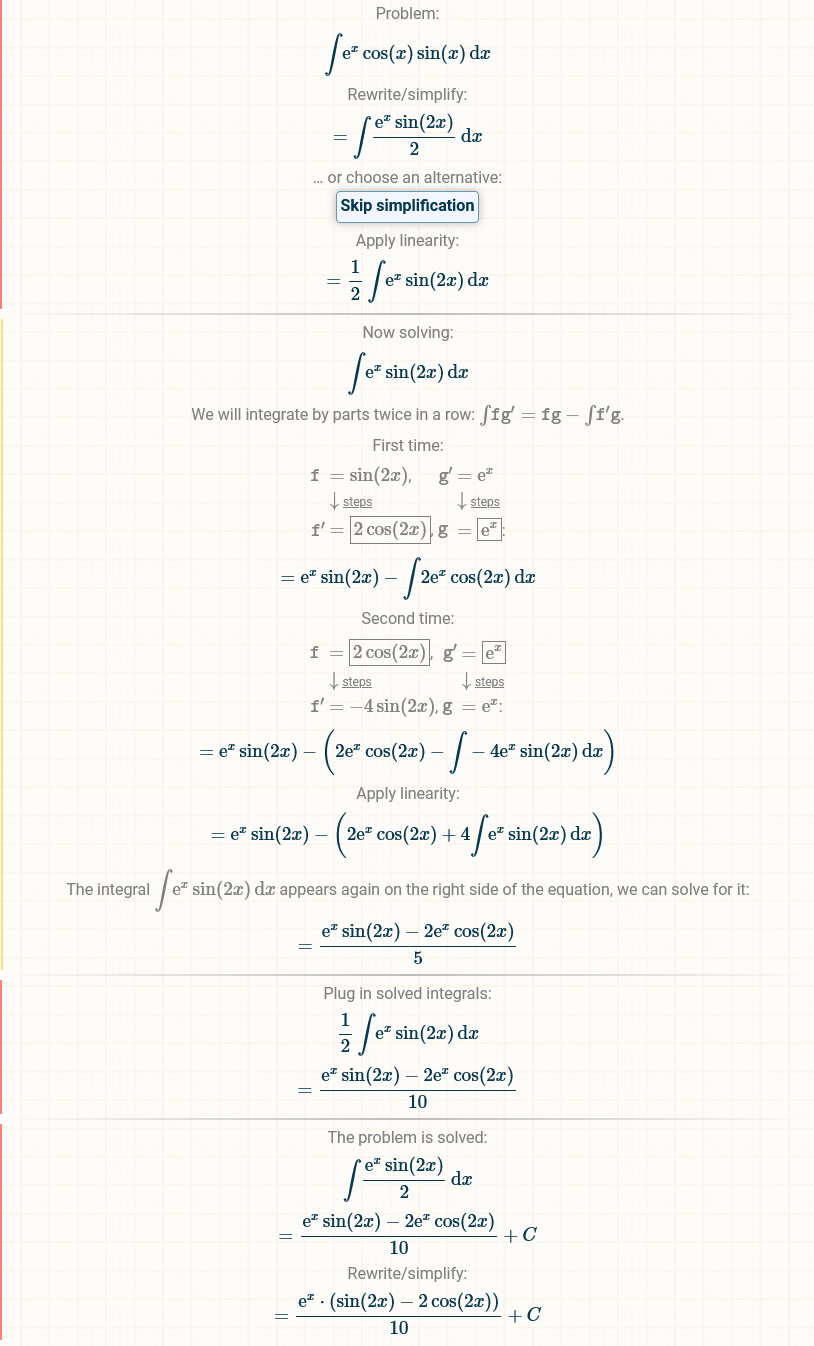 Problem:
∫ eˣ cos(x) sin(x) dx
Rewrite/simplify:
= ∫ eˣ sin(2x)/2 dx
... or choose an alternative:
Skip simplification
Apply linearity:
= 1/2 ∫ eˣ sin(2x) dx
Now solving:
∫ eˣ sin(2x) dx
We will integrate by parts twice in a row: ∫fg′ = fg − ∫f′g.
First time:
f = sin(2x), g′ = eˣ
↓ steps ↓ steps
f′ = 2 cos(2x), g = eˣ:
= eˣ sin(2x) − ∫ 2eˣ cos(2x) dx
Second time:
f = 2 cos(2x), g′ = eˣ
↓ steps ↓ steps
f′ = −4 sin(2x), g = eˣ:
= eˣ sin(2x) − (2eˣ cos(2x) − ∫ − 4eˣ sin(2x) dx)
Apply linearity:
= eˣ sin(2x) − (2eˣ cos(2x) + 4 ∫ eˣ sin(2x) dx)
The integral ∫ eˣ sin(2x) dx appears again on the right side of the equation, we can solve for it:
= (eˣ sin(2x) − 2eˣ cos(2x))/5
Plug in solved integrals:
1/2 ∫ eˣ sin(2x) dx
= (eˣ sin(2x) − 2eˣ cos(2x))/10
The problem is solved:
∫ eˣ sin(2x)/2 dx
= (eˣ sin(2x) − 2eˣ cos(2x))/10 + C
Rewrite/simplify:
= eˣ · (sin(2x) − 2 cos(2x))/10 + C